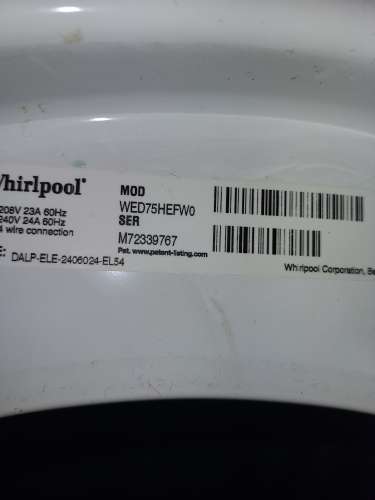 Whirlpool®
208V 23A 60Hz
240V 24A 60Hz
4 wire connection
E: DALP-ELE-2406024-EL54
MOD
WED75HEFW0
SER
M72339767
Pat. www.patent-listing.com
Whirlpool Corporation, Be